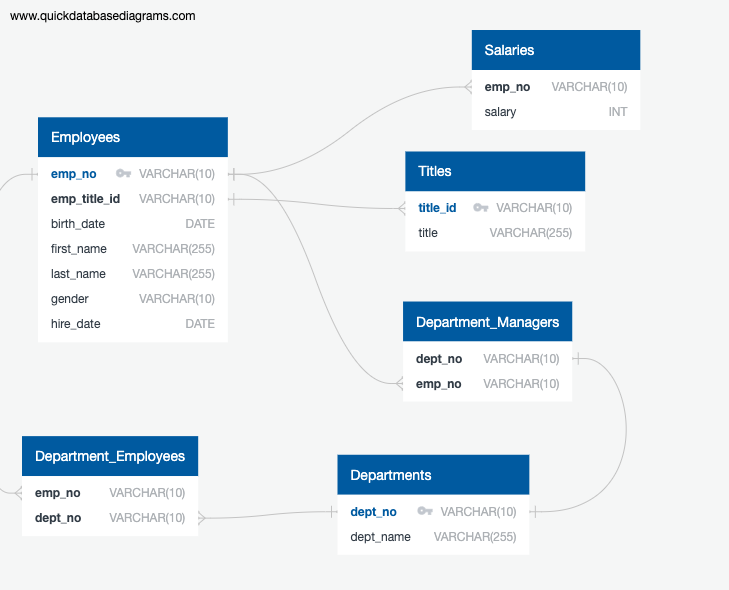 www.quickdatabasediagrams.com
Salaries
emp_no VARCHAR(10)
salary INT
Employees
emp_no VARCHAR(10)
emp_title_id VARCHAR(10)
birth_date DATE
first_name VARCHAR(255)
last_name VARCHAR(255)
gender VARCHAR(10)
hire_date DATE
Titles
title_id VARCHAR(10)
title VARCHAR(255)
Department_Managers
dept_no VARCHAR(10)
emp_no VARCHAR(10)
Department_Employees
emp_no VARCHAR(10)
dept_no VARCHAR(10)
Departments
dept_no VARCHAR(10)
dept_name VARCHAR(255)